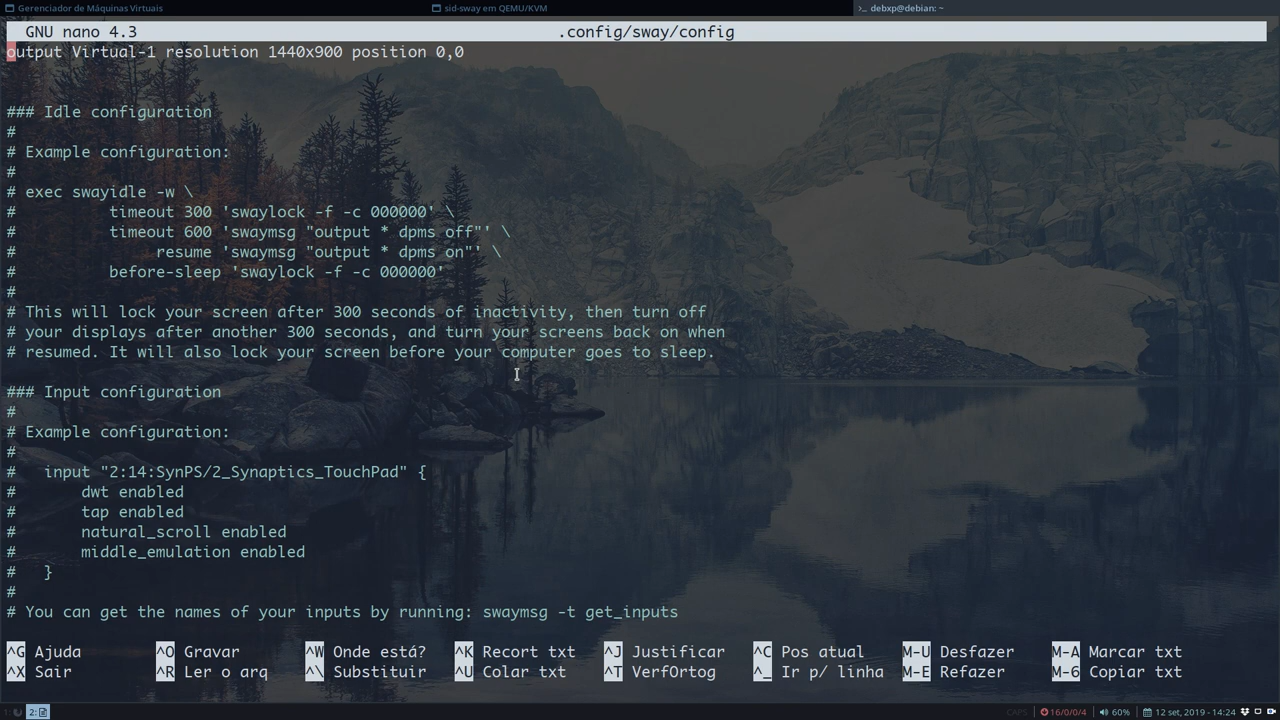 Gerenciador de Máquinas Virtuais
sid-sway em QEMU/KVM
debxp@debian: ~
GNU nano 4.3 .config/sway/config
output Virtual-1 resolution 1440x900 position 0,0
### Idle configuration
#
# Example configuration:
#
# exec swayidle -w \
#          timeout 300 'swaylock -f -c 000000' \
#          timeout 600 'swaymsg "output * dpms off"' \
#               resume 'swaymsg "output * dpms on"' \
#          before-sleep 'swaylock -f -c 000000'
#
# This will lock your screen after 300 seconds of inactivity, then turn off
# your displays after another 300 seconds, and turn your screens back on when
# resumed. It will also lock your screen before your computer goes to sleep.
### Input configuration
#
# Example configuration:
#
#   input "2:14:SynPS/2_Synaptics_TouchPad" {
#       dwt enabled
#       tap enabled
#       natural_scroll enabled
#       middle_emulation enabled
#   }
#
# You can get the names of your inputs by running: swaymsg -t get_inputs
^G Ajuda ^O Gravar ^W Onde está? ^K Recort txt ^J Justificar ^C Pos atual M-U Desfazer M-A Marcar txt
^X Sair ^R Ler o arq ^\ Substituir ^U Colar txt ^T VerfOrtog ^_ Ir p/ linha M-E Refazer M-6 Copiar txt
1: 2: CAPS 16/0/0/4 60% 12 set, 2019 - 14:24